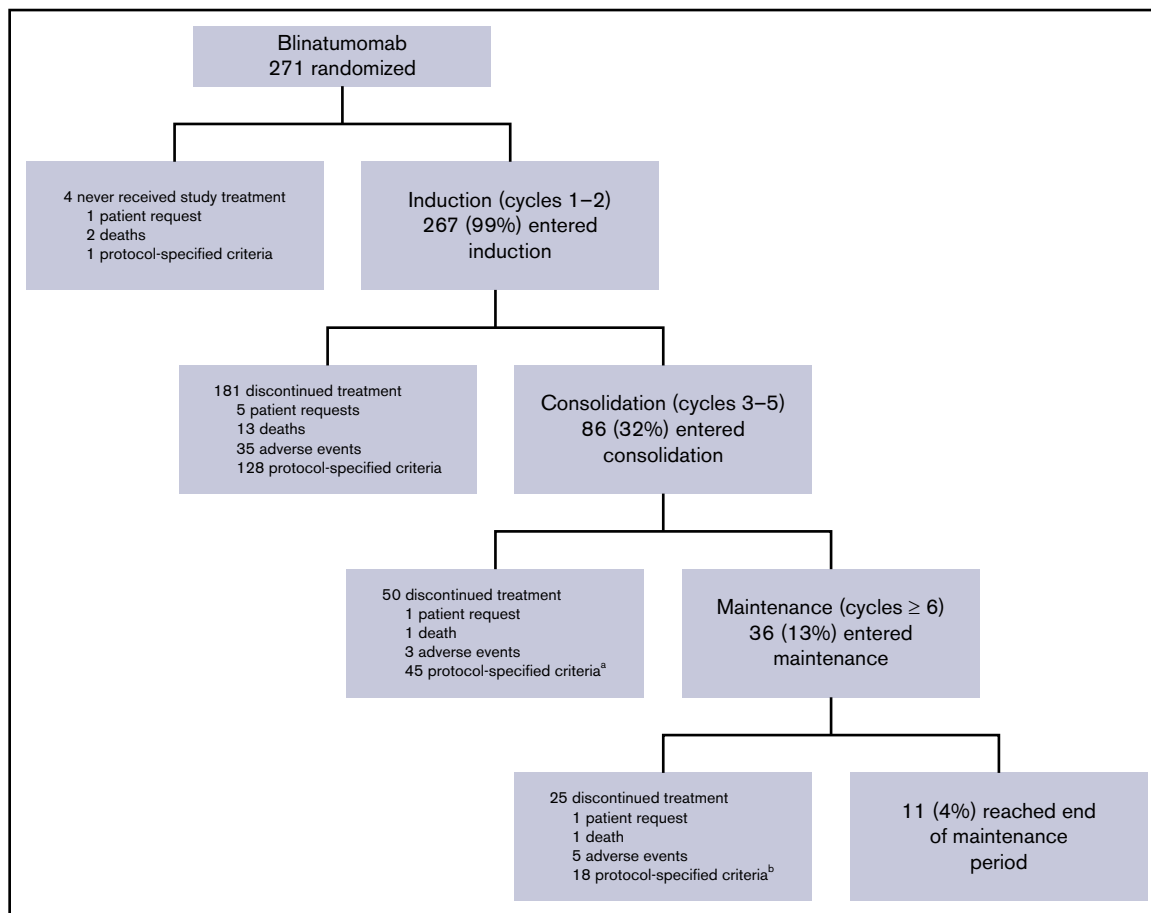 Blinatumomab
271 randomized
4 never received study treatment
1 patient request
2 deaths
1 protocol-specified criteria
Induction (cycles 1–2)
267 (99%) entered
induction
181 discontinued treatment
5 patient requests
13 deaths
35 adverse events
128 protocol-specified criteria
Consolidation (cycles 3–5)
86 (32%) entered
consolidation
50 discontinued treatment
1 patient request
1 death
3 adverse events
45 protocol-specified criteriaᵃ
Maintenance (cycles ≥ 6)
36 (13%) entered
maintenance
25 discontinued treatment
1 patient request
1 death
5 adverse events
18 protocol-specified criteriaᵇ
11 (4%) reached end
of maintenance
period